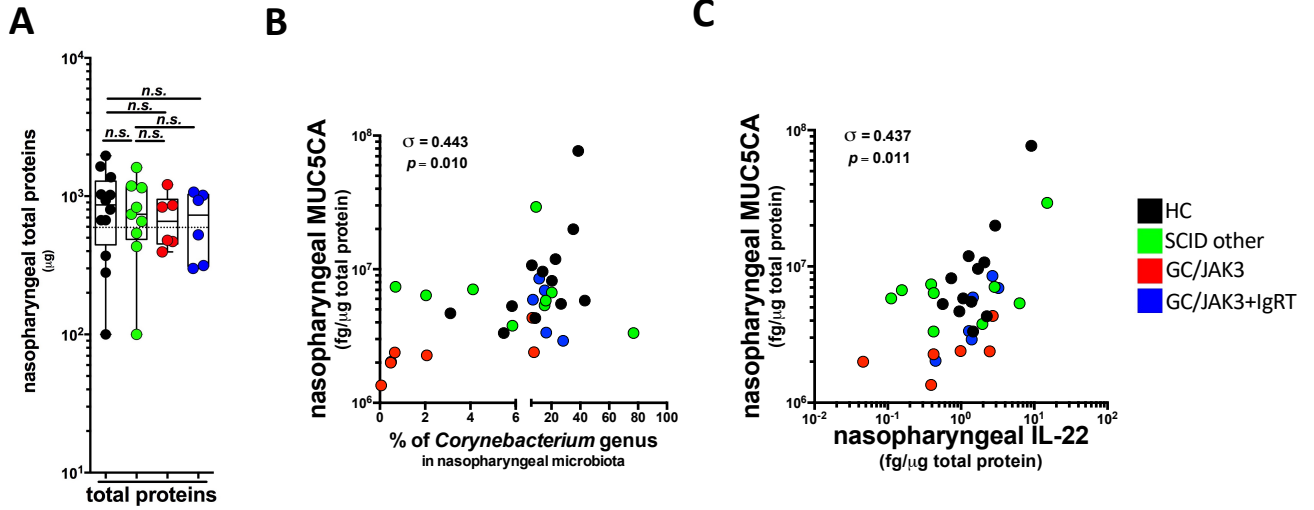 A
nasopharyngeal total proteins
(μg)
10⁴
10³
10²
10¹
n.s.
n.s.
n.s.
n.s.
n.s.
total proteins
B
nasopharyngeal MUC5CA
(fg/μg total protein)
10⁸
10⁷
10⁶
σ = 0.443
p = 0.010
0 2 4 6 20 40 60 80 100
% of Corynebacterium genus
in nasopharyngeal microbiota
C
nasopharyngeal MUC5CA
(fg/μg total protein)
10⁸
10⁷
10⁶
σ = 0.437
p = 0.011
10⁻² 10⁻¹ 10⁰ 10¹ 10²
nasopharyngeal IL-22
(fg/μg total protein)
HC
SCID other
GC/JAK3
GC/JAK3+IgRT